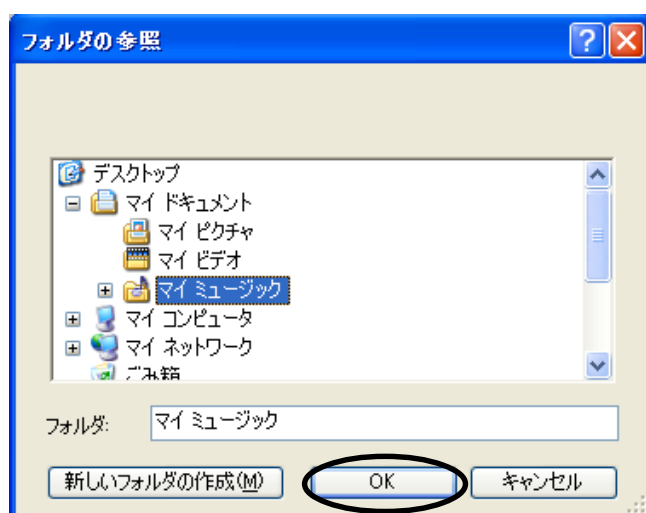 フォルダの参照
デスクトップ
マイ ドキュメント
マイ ピクチャ
マイ ビデオ
マイ ミュージック
マイ コンピュータ
マイ ネットワーク
ごみ箱
フォルダ: マイ ミュージック
新しいフォルダの作成(M) OK キャンセル